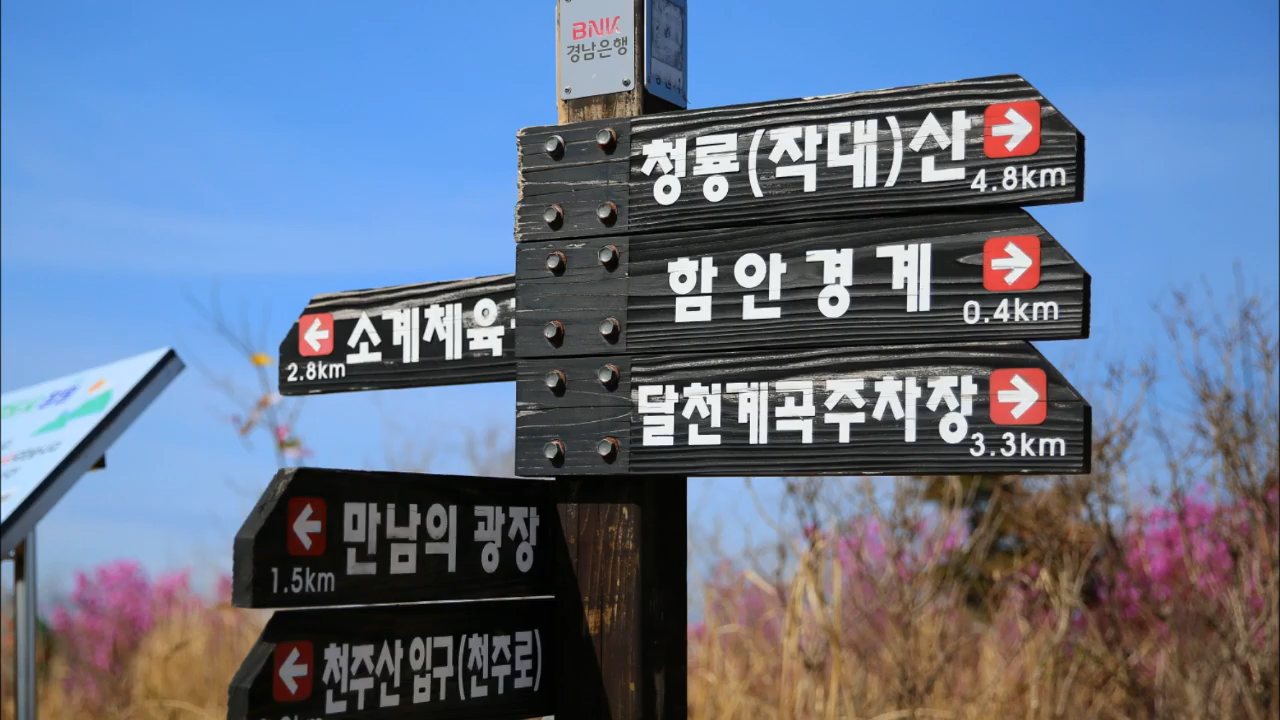 BNK
경남은행
청룡(작대)산
4.8km
함안경계
0.4km
소계체육
2.8km
달천계곡주차장
3.3km
만남의 광장
1.5km
천주산 입구(천주로)